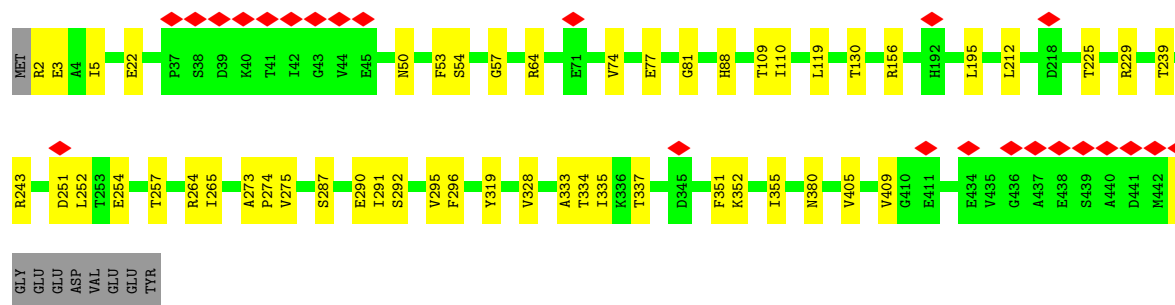 MET R2 E3 A4 I5 E22 P37 S38 D39 K40 T41 I42 G43 V44 E45 N50 F53 S54 G57 R64 E71 V74 E77 G81 H88 T109 I110 L119 T130 R156 H192 L195 L212 D218 T225 R229 T239
R243 D251 L252 T253 E254 T257 R264 I265 A273 P274 V275 S287 E290 I291 S292 V295 F296 Y319 V328 A333 T334 I335 K336 T337 D345 F351 K352 I355 N380 V405 V409 G410 E411 E434 V435 G436 A437 E438 S439 A440 D441 M442
GLY GLU GLU ASP VAL GLU GLU TYR